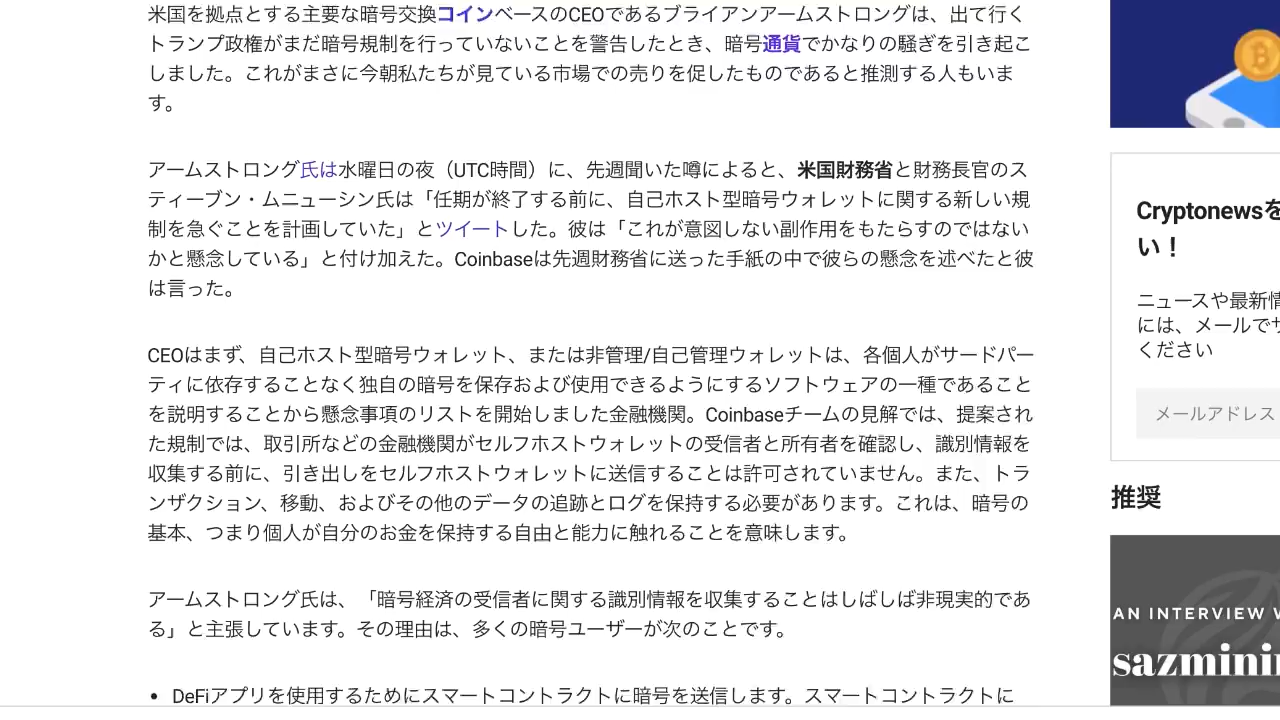 米国を拠点とする主要な暗号交換コインベースのCEOであるブライアンアームストロングは、出て行く
トランプ政権がまだ暗号規制を行っていないことを警告したとき、暗号通貨でかなりの騒ぎを引き起こ
しました。これがまさに今朝私たちが見ている市場での売りを促したものであると推測する人もいま
す。
アームストロング氏は水曜日の夜（UTC時間）に、先週聞いた噂によると、米国財務省と財務長官のス
ティーブン・ムニューシン氏は「任期が終了する前に、自己ホスト型暗号ウォレットに関する新しい規
制を急ぐことを計画していた」とツイートした。彼は「これが意図しない副作用をもたらすのではない
かと懸念している」と付け加えた。Coinbaseは先週財務省に送った手紙の中で彼らの懸念を述べたと彼
は言った。
CEOはまず、自己ホスト型暗号ウォレット、または非管理/自己管理ウォレットは、各個人がサードパー
ティに依存することなく独自の暗号を保存および使用できるようにするソフトウェアの一種であること
を説明することから懸念事項のリストを開始しました金融機関。Coinbaseチームの見解では、提案され
た規制では、取引所などの金融機関がセルフホストウォレットの受信者と所有者を確認し、識別情報を
収集する前に、引き出しをセルフホストウォレットに送信することは許可されていません。また、トラ
ンザクション、移動、およびその他のデータの追跡とログを保持する必要があります。これは、暗号の
基本、つまり個人が自分のお金を保持する自由と能力に触れることを意味します。
アームストロング氏は、「暗号経済の受信者に関する識別情報を収集することはしばしば非現実的であ
る」と主張しています。その理由は、多くの暗号ユーザーが次のことです。
• DeFiアプリを使用するためにスマートコントラクトに暗号を送信します。スマートコントラクトに
Cryptonewsを
い！
ニュースや最新情
には、メールでサ
ください
メールアドレス
推奨
AN INTERVIEW W
sazminin